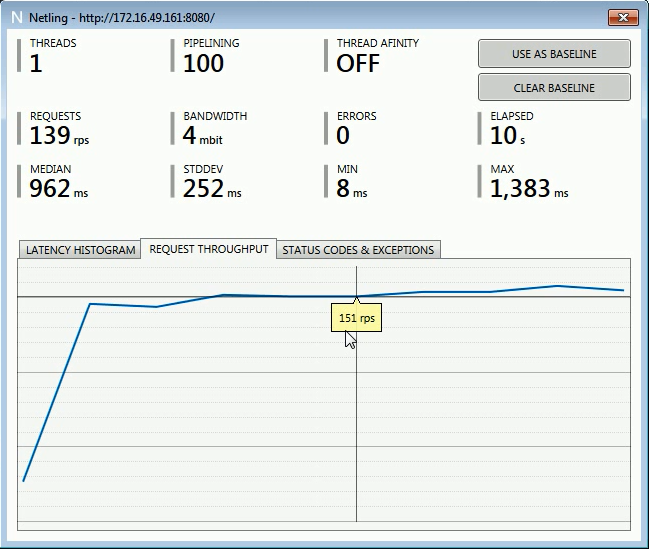 N Netling - http://172.16.49.161:8080/
THREADS
1
PIPELINING
100
THREAD AFINITY
OFF
USE AS BASELINE
CLEAR BASELINE
REQUESTS
139 rps
BANDWIDTH
4 mbit
ERRORS
0
ELAPSED
10 s
MEDIAN
962 ms
STDDEV
252 ms
MIN
8 ms
MAX
1,383 ms
LATENCY HISTOGRAM
REQUEST THROUGHPUT
STATUS CODES & EXCEPTIONS
151 rps